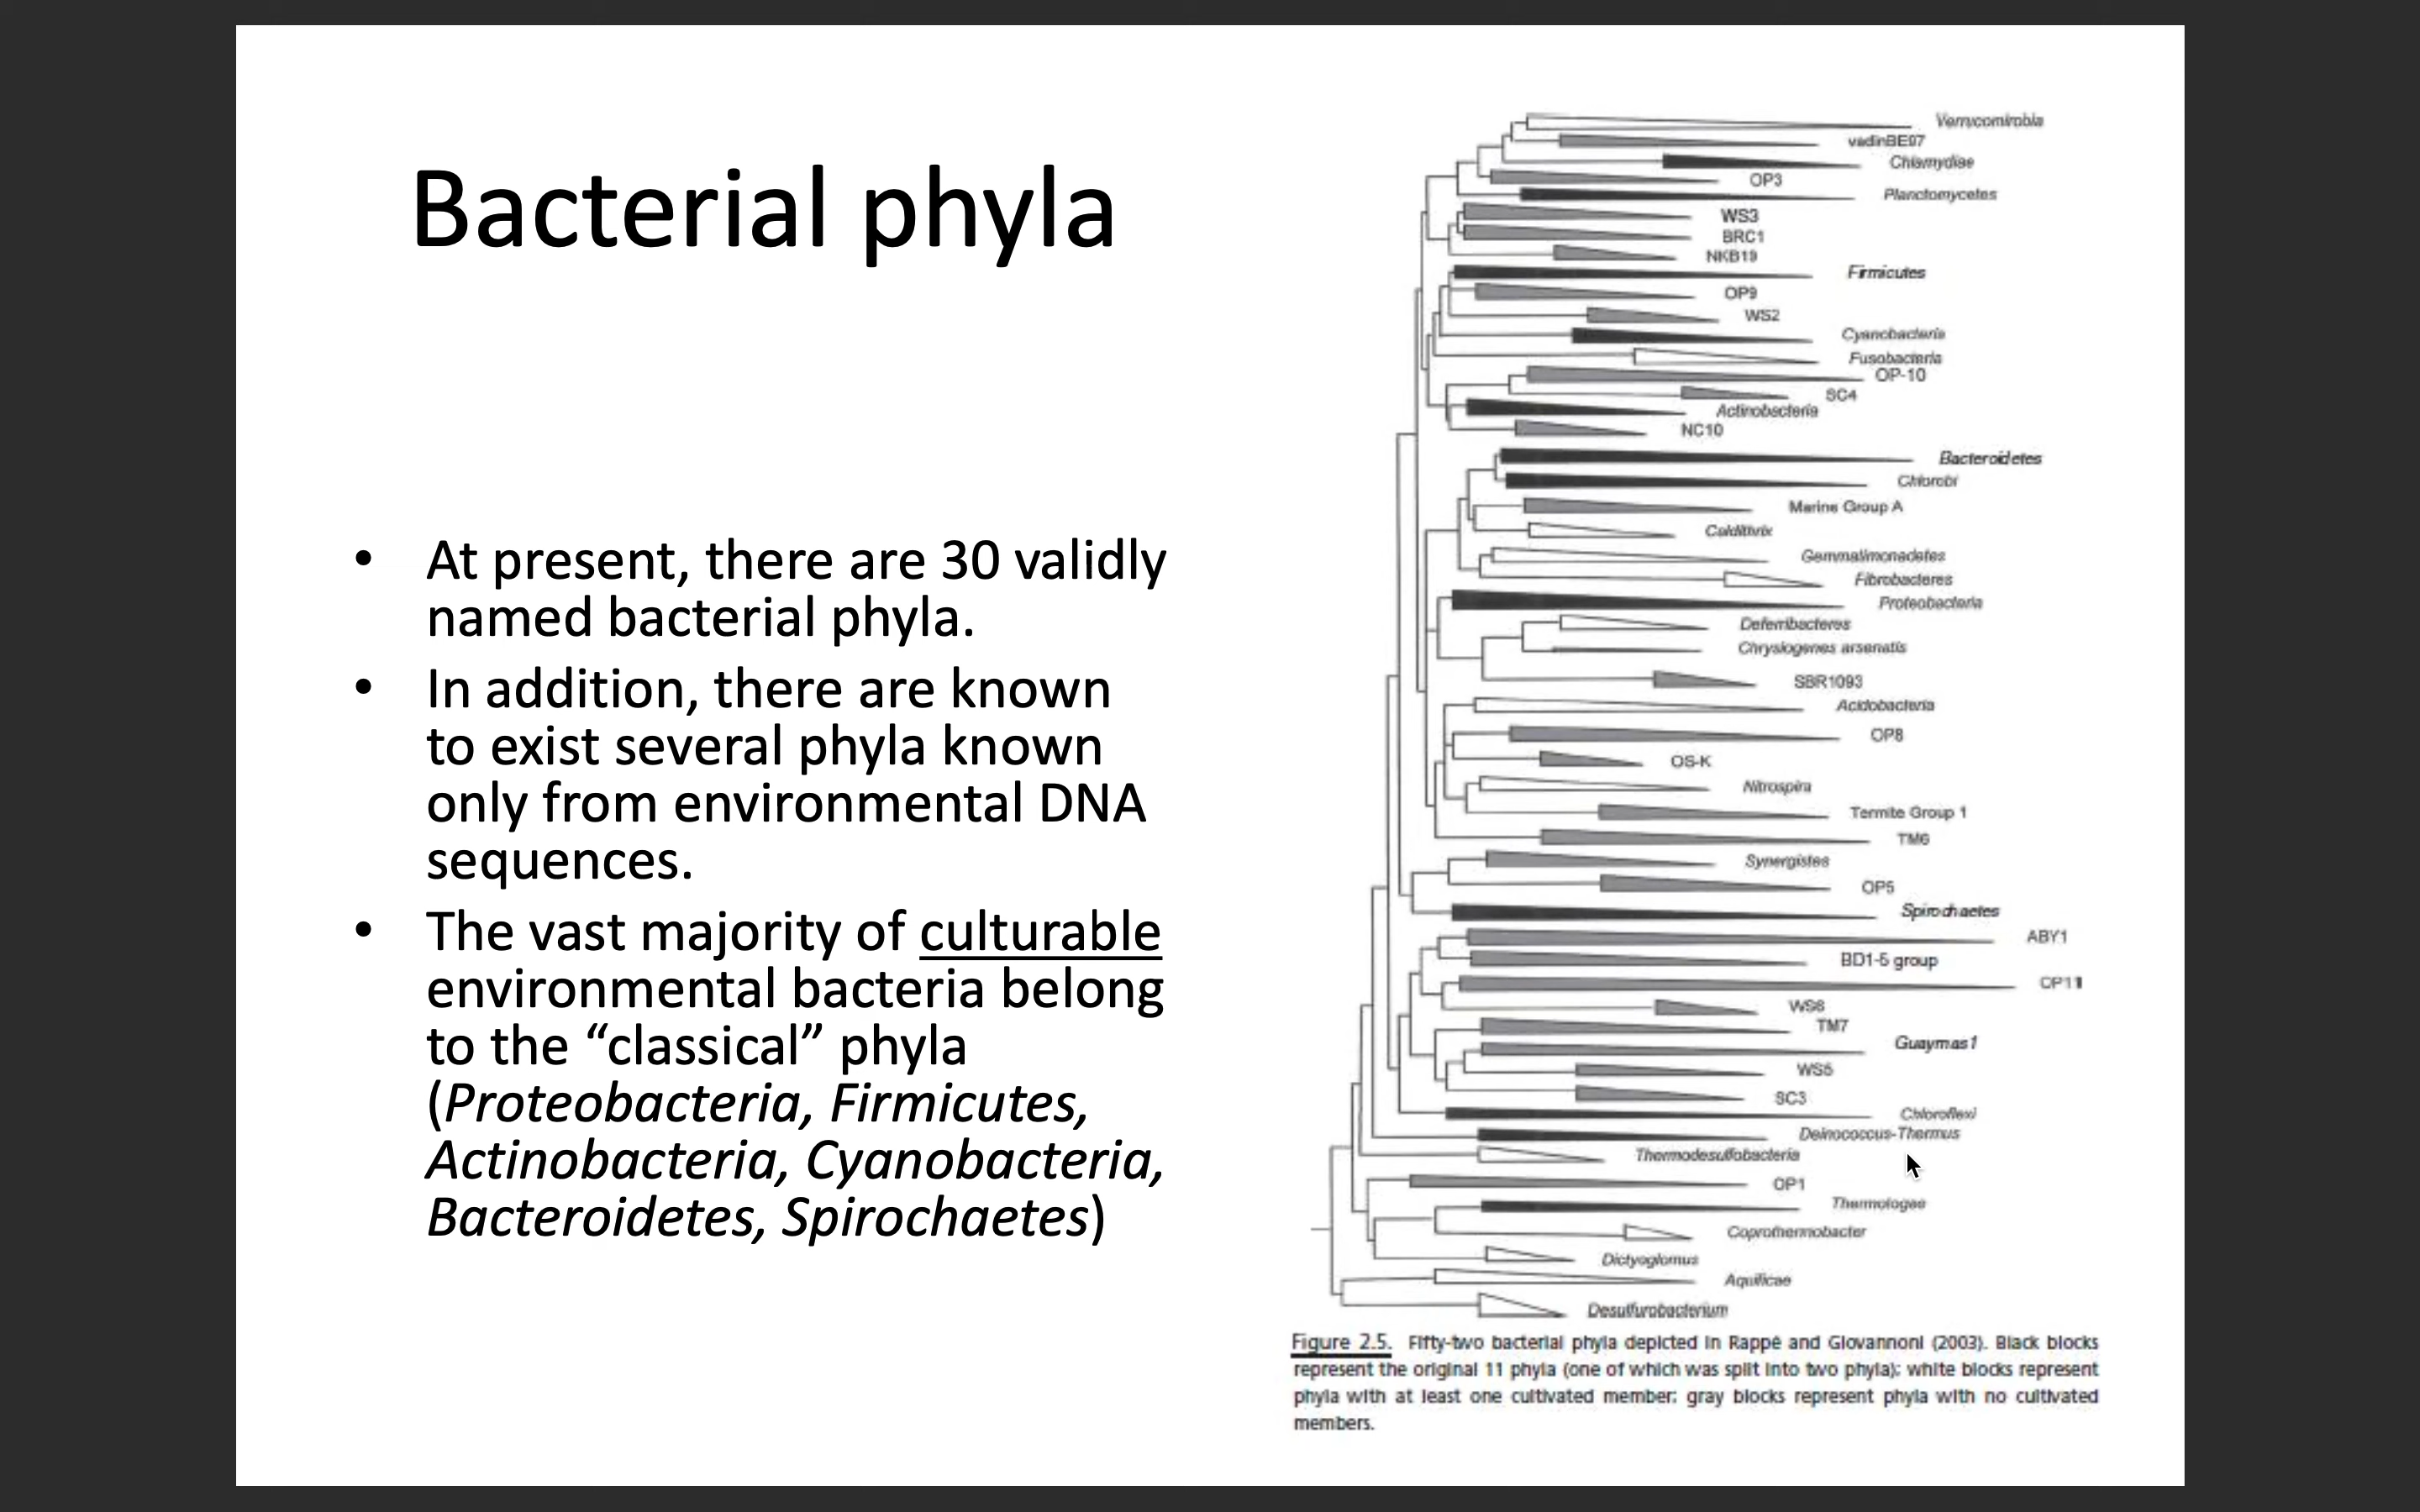 Bacterial phyla
• At present, there are 30 validly
named bacterial phyla.
• In addition, there are known
to exist several phyla known
only from environmental DNA
sequences.
• The vast majority of culturable
environmental bacteria belong
to the “classical” phyla
(Proteobacteria, Firmicutes,
Actinobacteria, Cyanobacteria,
Bacteroidetes, Spirochaetes)
Verrucomirobia
vadinBE97
Chlamydiae
OP3
Planctomycetes
WS3
BRC1
NKB19
Firmicutes
OP9
WS2
Cyanobacteria
Fusobacteria
OP-10
SC4
Actinobacteria
NC10
Bacteroidetes
Chlorobi
Marine Group A
Caldithrix
Gemmatimonadetes
Fibrobacteres
Proteobacteria
Deferribacteres
Chrysiogenes arsenatis
SBR1093
Acidobacteria
OP8
OS-K
Nitrospira
Termite Group 1
TM6
Synergistes
OP5
Spirochaetes
ABY1
BD1-5 group
OP11
WS6
TM7
Guaymas1
WS5
SC3
Chloroflexi
Deinococcus-Thermus
Thermodesulfobacteria
OP1
Thermotogae
Coprothermobacter
Dictyoglomus
Aquificae
Desulfurobacterium
Figure 2.5. Fifty-two bacterial phyla depicted in Rappé and Giovannoni (2003). Black blocks
represent the original 11 phyla (one of which was split into two phyla); white blocks represent
phyla with at least one cultivated member; gray blocks represent phyla with no cultivated
members.